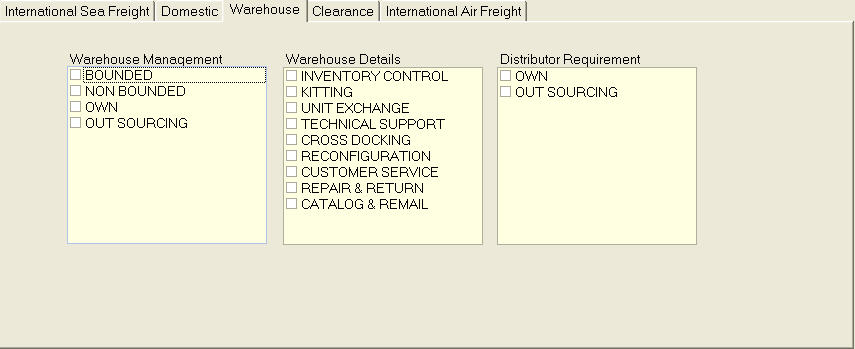 International Sea Freight Domestic Warehouse Clearance International Air Freight
Warehouse Management
BOUNDED
NON BOUNDED
OWN
OUT SOURCING
Warehouse Details
INVENTORY CONTROL
KITTING
UNIT EXCHANGE
TECHNICAL SUPPORT
CROSS DOCKING
RECONFIGURATION
CUSTOMER SERVICE
REPAIR & RETURN
CATALOG & REMAIL
Distributor Requirement
OWN
OUT SOURCING